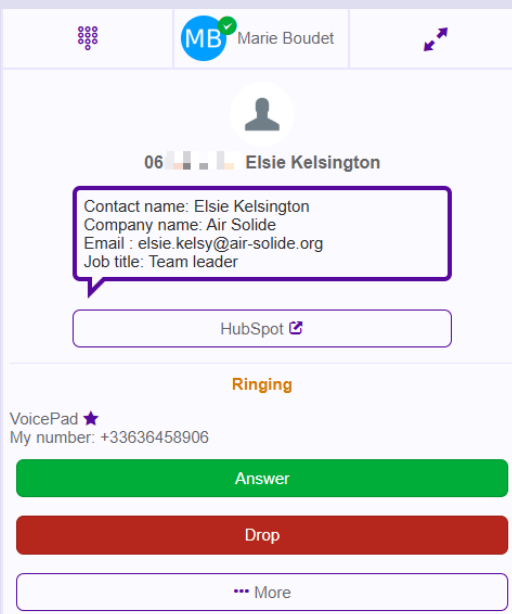 MB Marie Boudet
06 Elsie Kelsington
Contact name: Elsie Kelsington
Company name: Air Solide
Email : elsie.kelsy@air-solide.org
Job title: Team leader
HubSpot
Ringing
VoicePad
My number: +33636458906
Answer
Drop
More